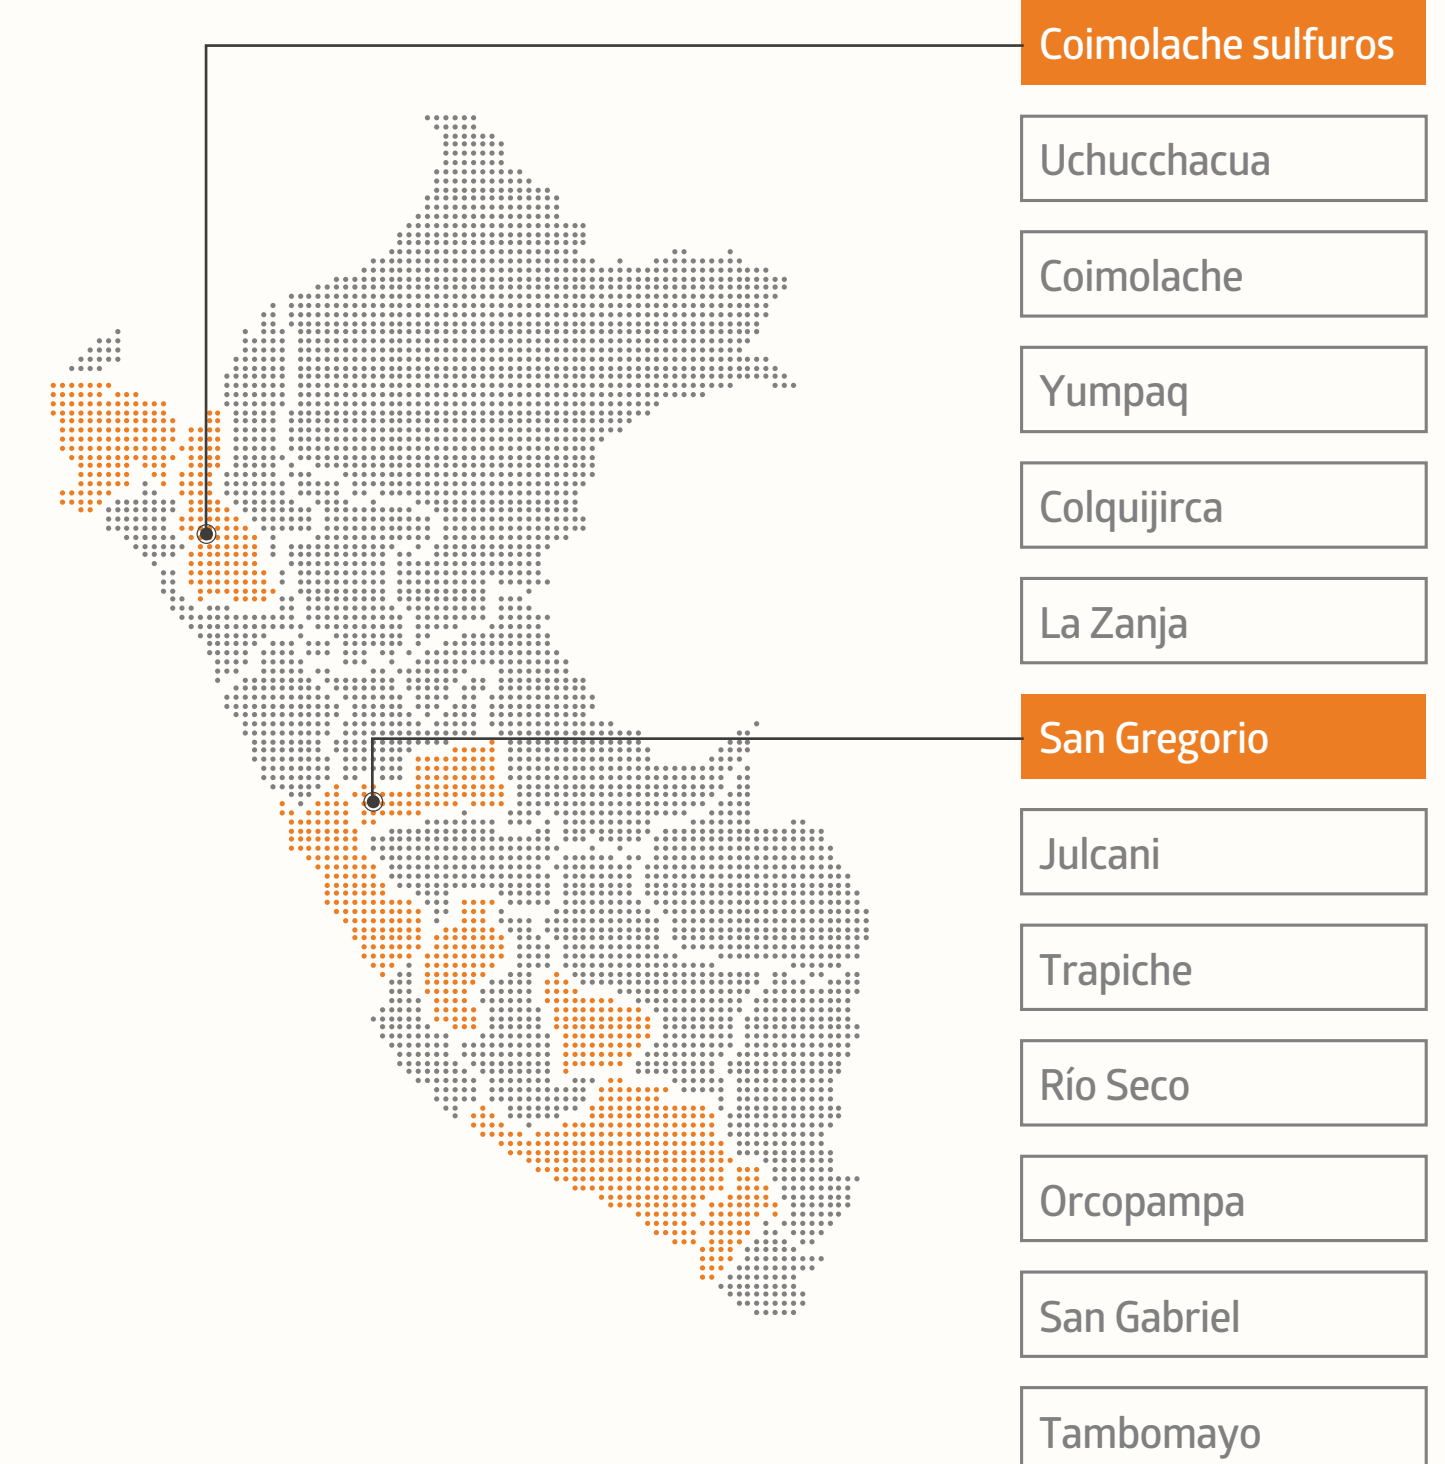 Coimolache sulfuros
Uchucchacua
Coimolache
Yumpaq
Colquijirca
La Zanja
San Gregorio
Julcani
Trapiche
Río Seco
Orcopampa
San Gabriel
Tambomayo